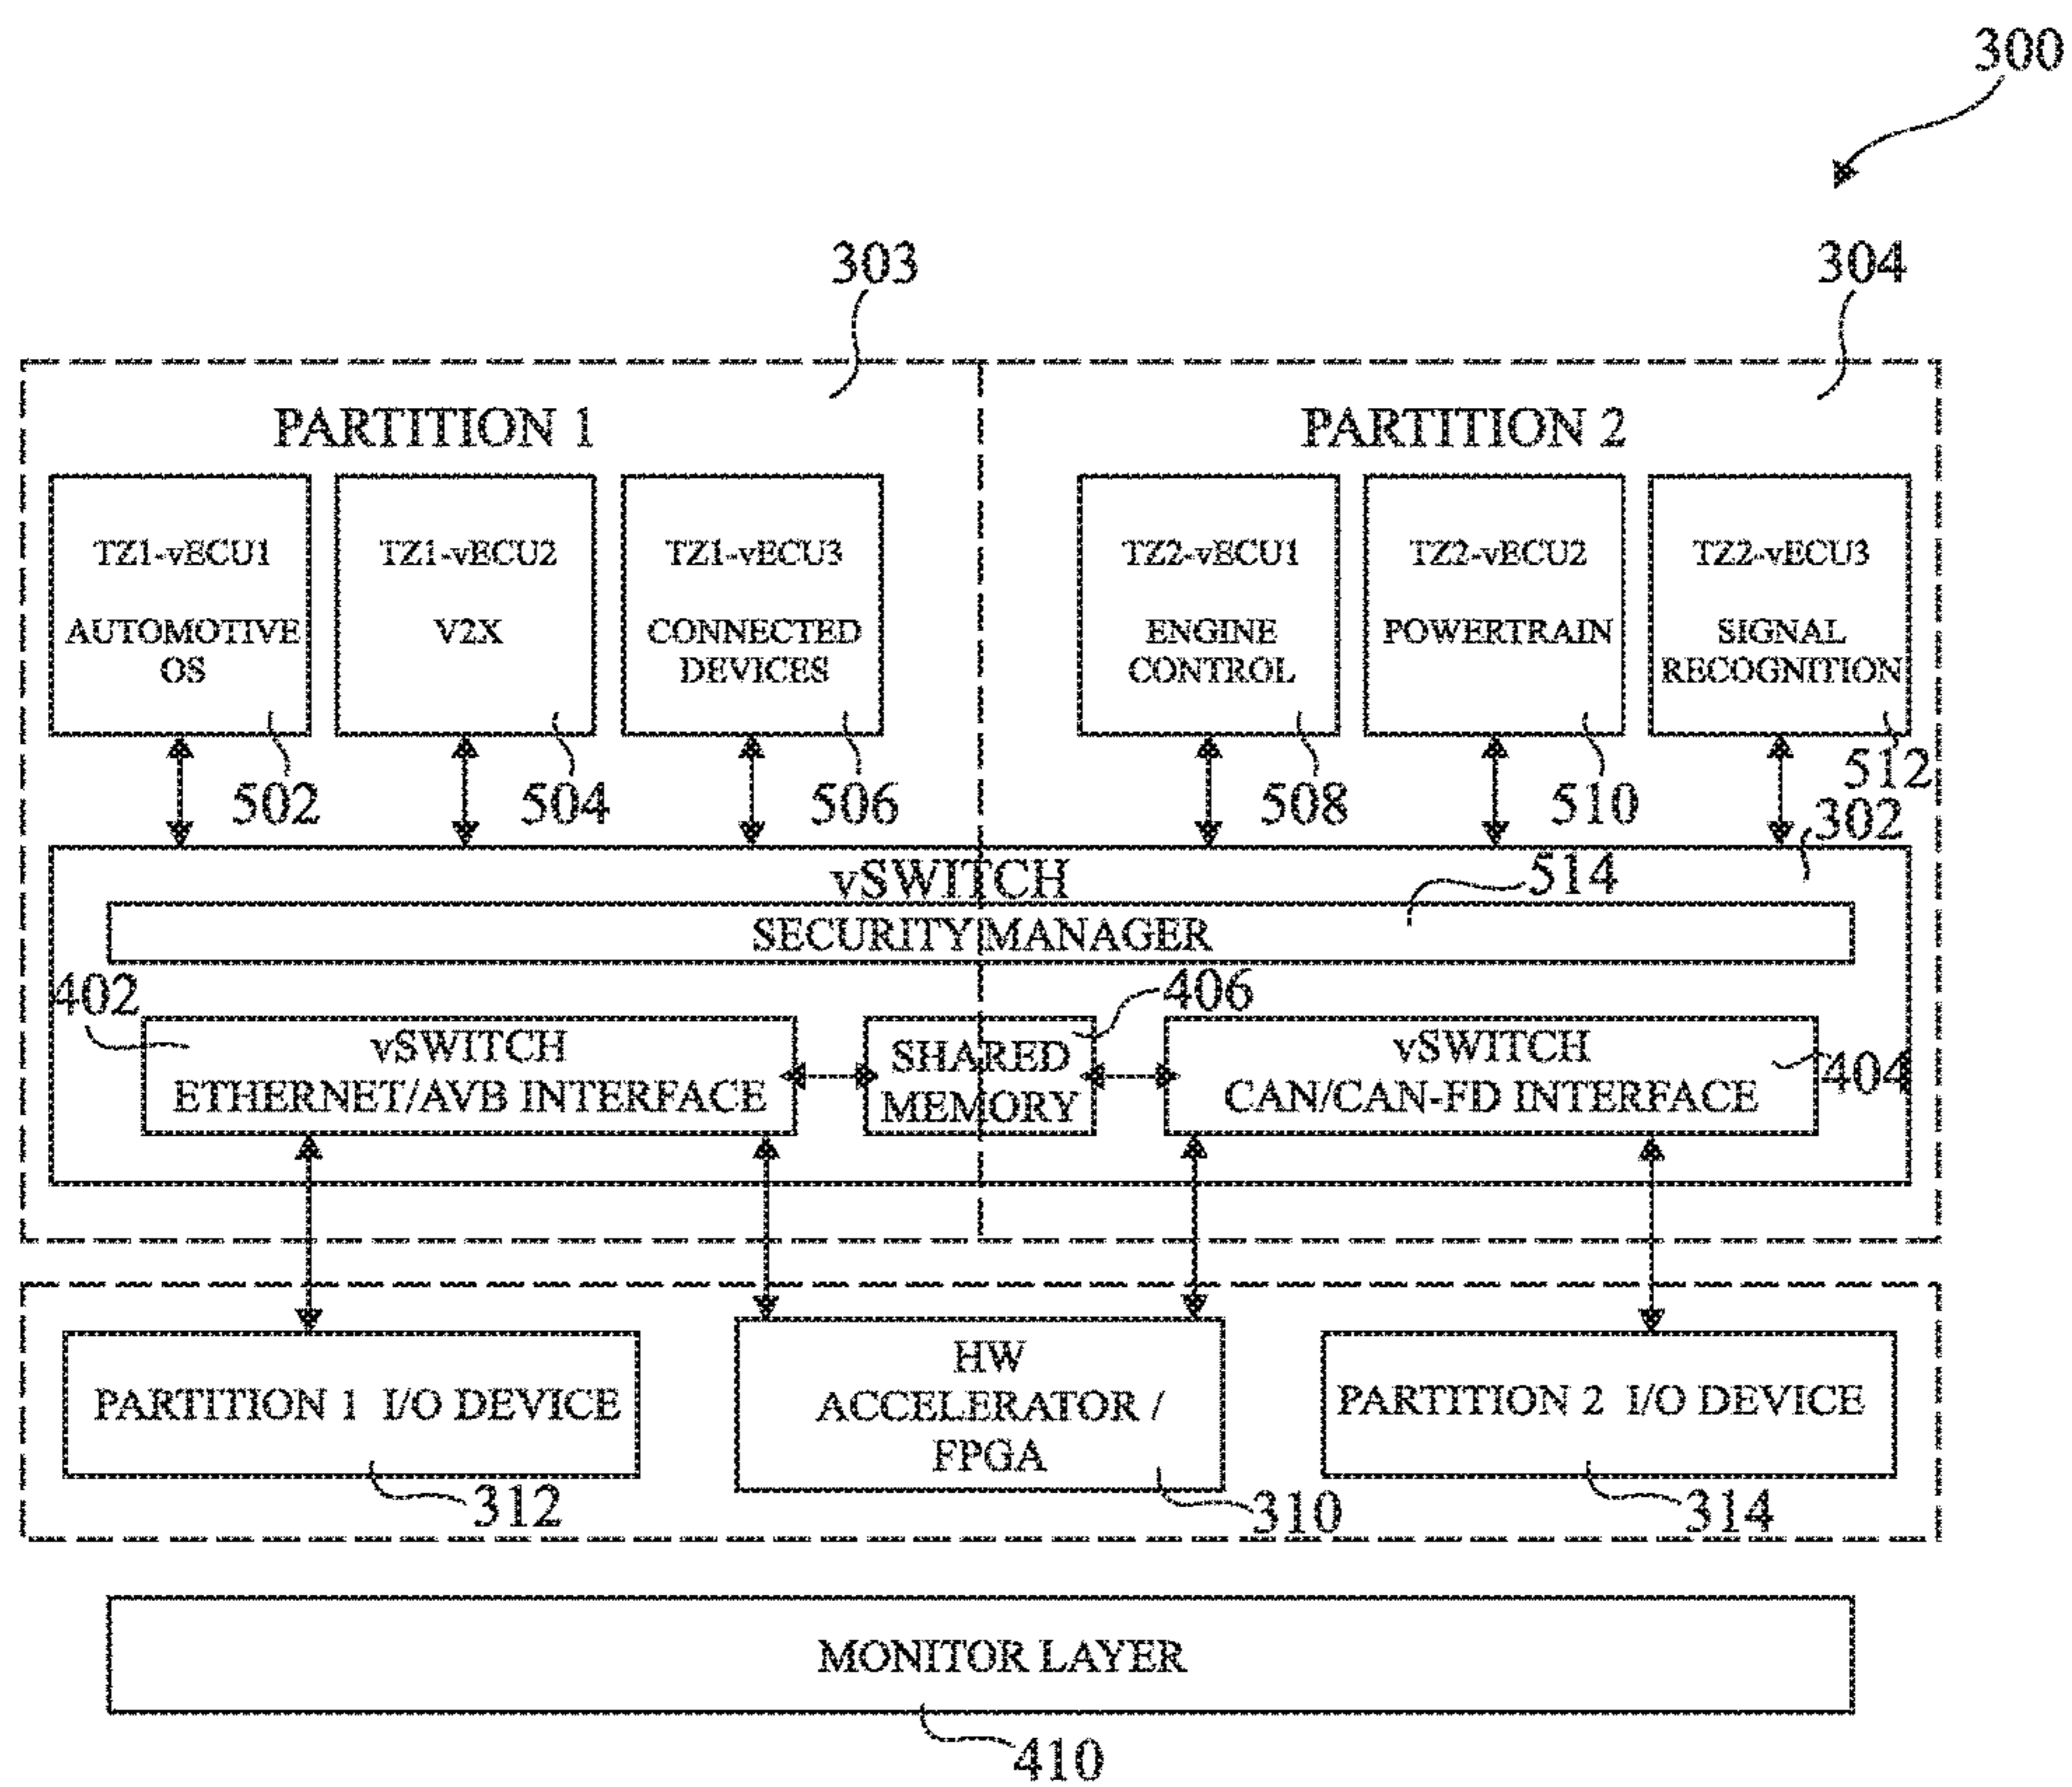 300
303
304
PARTITION 1
PARTITION 2
TZ1-vECU1
AUTOMOTIVE
OS
TZ1-vECU2
V2X
TZ1-vECU3
CONNECTED
DEVICES
TZ2-vECU1
ENGINE
CONTROL
TZ2-vECU2
POWERTRAIN
TZ2-vECU3
SIGNAL
RECOGNITION
502
504
506
508
510
512
302
vSWITCH
514
SECURITY MANAGER
402
406
vSWITCH
ETHERNET/AVB INTERFACE
SHARED
MEMORY
vSWITCH
CAN/CAN-FD INTERFACE
404
PARTITION 1 I/O DEVICE
HW
ACCELERATOR /
FPGA
PARTITION 2 I/O DEVICE
312
310
314
MONITOR LAYER
410